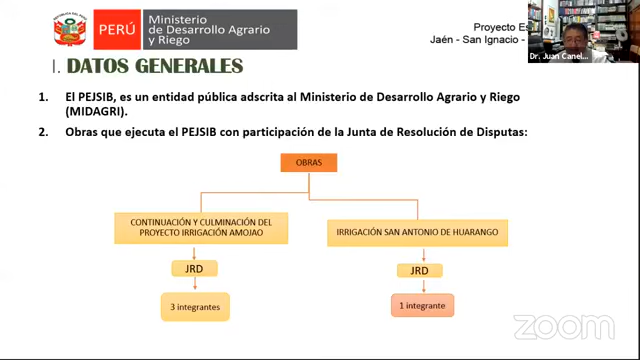 PERÚ
Ministerio
de Desarrollo Agrario
y Riego
Proyecto Es
Jaén - San Ignacio -
Dr. Juan Canel...
I. DATOS GENERALES
1. El PEJSIB, es un entidad pública adscrita al Ministerio de Desarrollo Agrario y Riego
(MIDAGRI).
2. Obras que ejecuta el PEJSIB con participación de la Junta de Resolución de Disputas:
OBRAS
CONTINUACIÓN Y CULMINACIÓN DEL
PROYECTO IRRIGACIÓN AMOJAO
IRRIGACIÓN SAN ANTONIO DE HUARANGO
JRD
JRD
3 integrantes
1 integrante
zoom